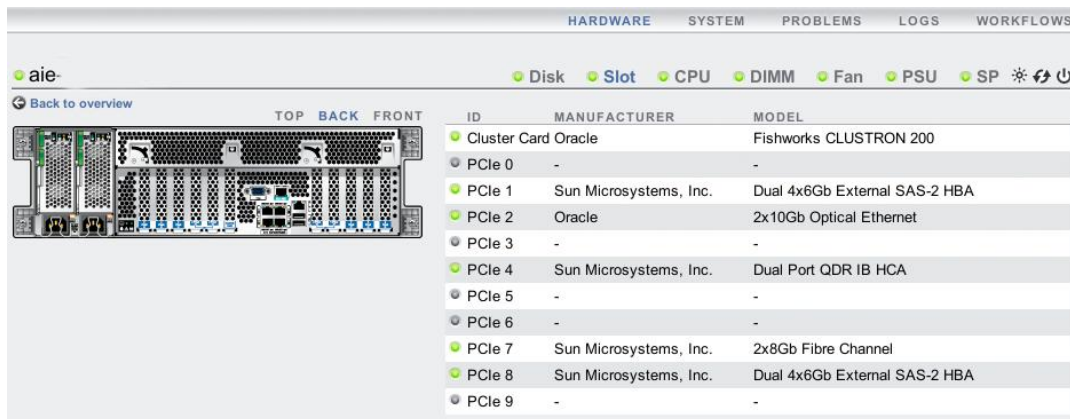 HARDWARE SYSTEM PROBLEMS LOGS WORKFLOWS
aie-
Disk Slot CPU DIMM Fan PSU SP
Back to overview
TOP BACK FRONT
ID MANUFACTURER MODEL
Cluster Card Oracle Fishworks CLUSTRON 200
PCIe 0 - -
PCIe 1 Sun Microsystems, Inc. Dual 4x6Gb External SAS-2 HBA
PCIe 2 Oracle 2x10Gb Optical Ethernet
PCIe 3 - -
PCIe 4 Sun Microsystems, Inc. Dual Port QDR IB HCA
PCIe 5 - -
PCIe 6 - -
PCIe 7 Sun Microsystems, Inc. 2x8Gb Fibre Channel
PCIe 8 Sun Microsystems, Inc. Dual 4x6Gb External SAS-2 HBA
PCIe 9 - -